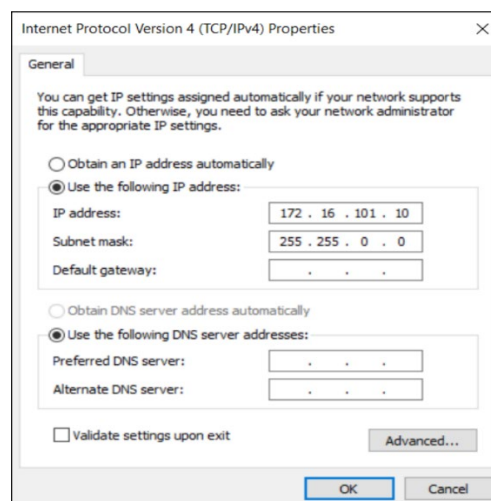 Internet Protocol Version 4 (TCP/IPv4) Properties
General
You can get IP settings assigned automatically if your network supports
this capability. Otherwise, you need to ask your network administrator
for the appropriate IP settings.
Obtain an IP address automatically
Use the following IP address:
IP address: 172 . 16 . 101 . 10
Subnet mask: 255 . 255 . 0 . 0
Default gateway: . . .
Obtain DNS server address automatically
Use the following DNS server addresses:
Preferred DNS server: . . .
Alternate DNS server: . . .
Validate settings upon exit Advanced...
OK Cancel